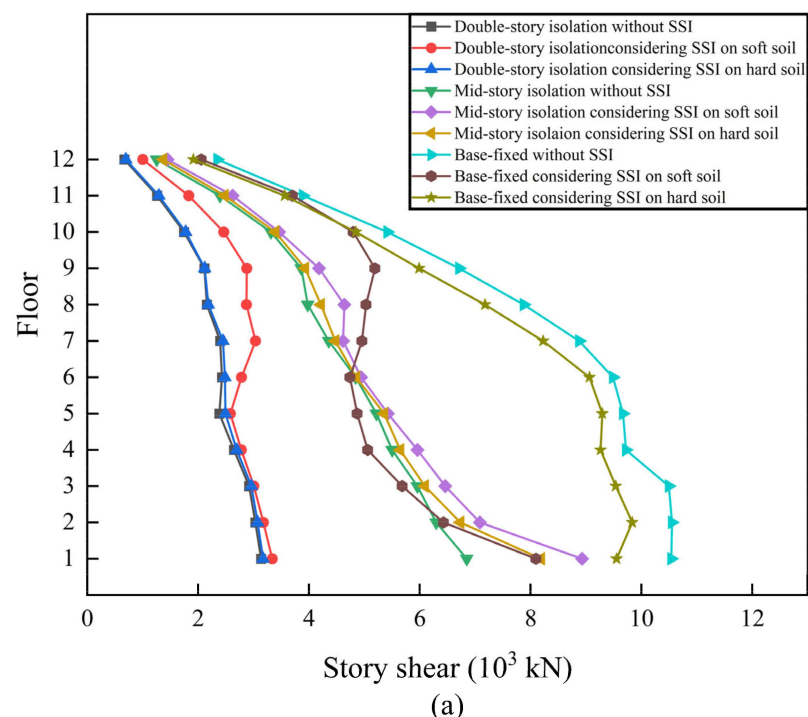 Double-story isolation without SSI
Double-story isolationconsidering SSI on soft soil
Double-story isolation considering SSI on hard soil
Mid-story isolation without SSI
Mid-story isolation considering SSI on soft soil
Mid-story isolaion considering SSI on hard soil
Base-fixed without SSI
Base-fixed considering SSI on soft soil
Base-fixed considering SSI on hard soil
12
11
10
9
8
7
6
5
4
3
2
1
Floor
0 2 4 6 8 10 12
Story shear (10³ kN)
(a)